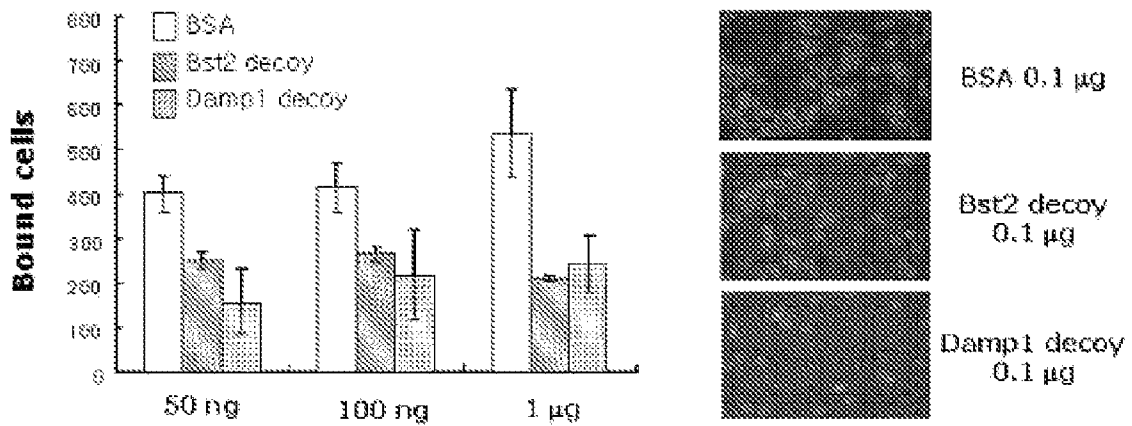 Bound cells
800
700
600
500
400
300
200
100
0
BSA
Bst2 decoy
Damp1 decoy
50 ng
100 ng
1 μg
BSA 0.1 μg
Bst2 decoy
0.1 μg
Damp1 decoy
0.1 μg